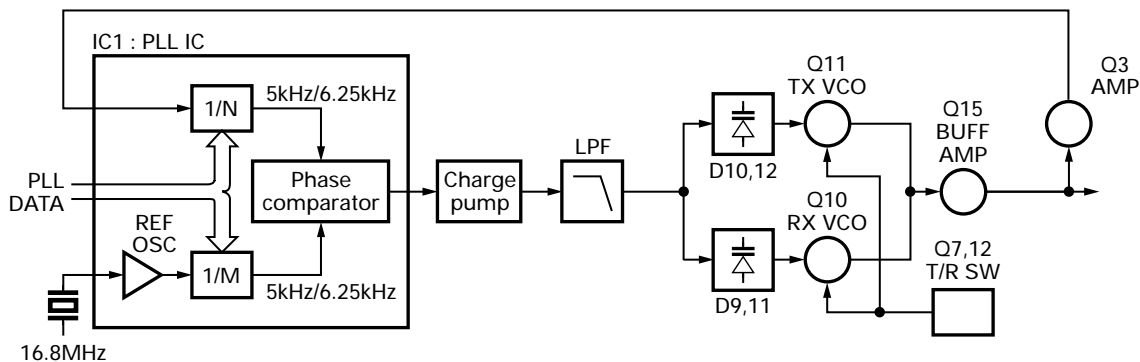 IC1 : PLL IC
1/N
5kHz/6.25kHz
PLL
DATA
REF
OSC
1/M
5kHz/6.25kHz
16.8MHz
Phase
comparator
Charge
pump
LPF
D10,12
D9,11
Q11
TX VCO
Q10
RX VCO
Q15
BUFF
AMP
Q3
AMP
Q7,12
T/R SW